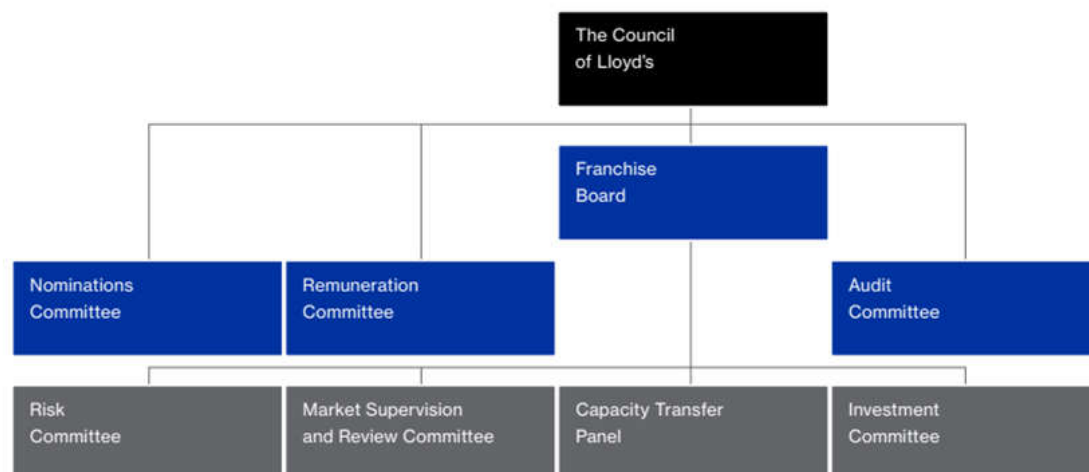 The Council
of Lloyd's
Franchise
Board
Nominations
Committee
Remuneration
Committee
Audit
Committee
Risk
Committee
Market Supervision
and Review Committee
Capacity Transfer
Panel
Investment
Committee